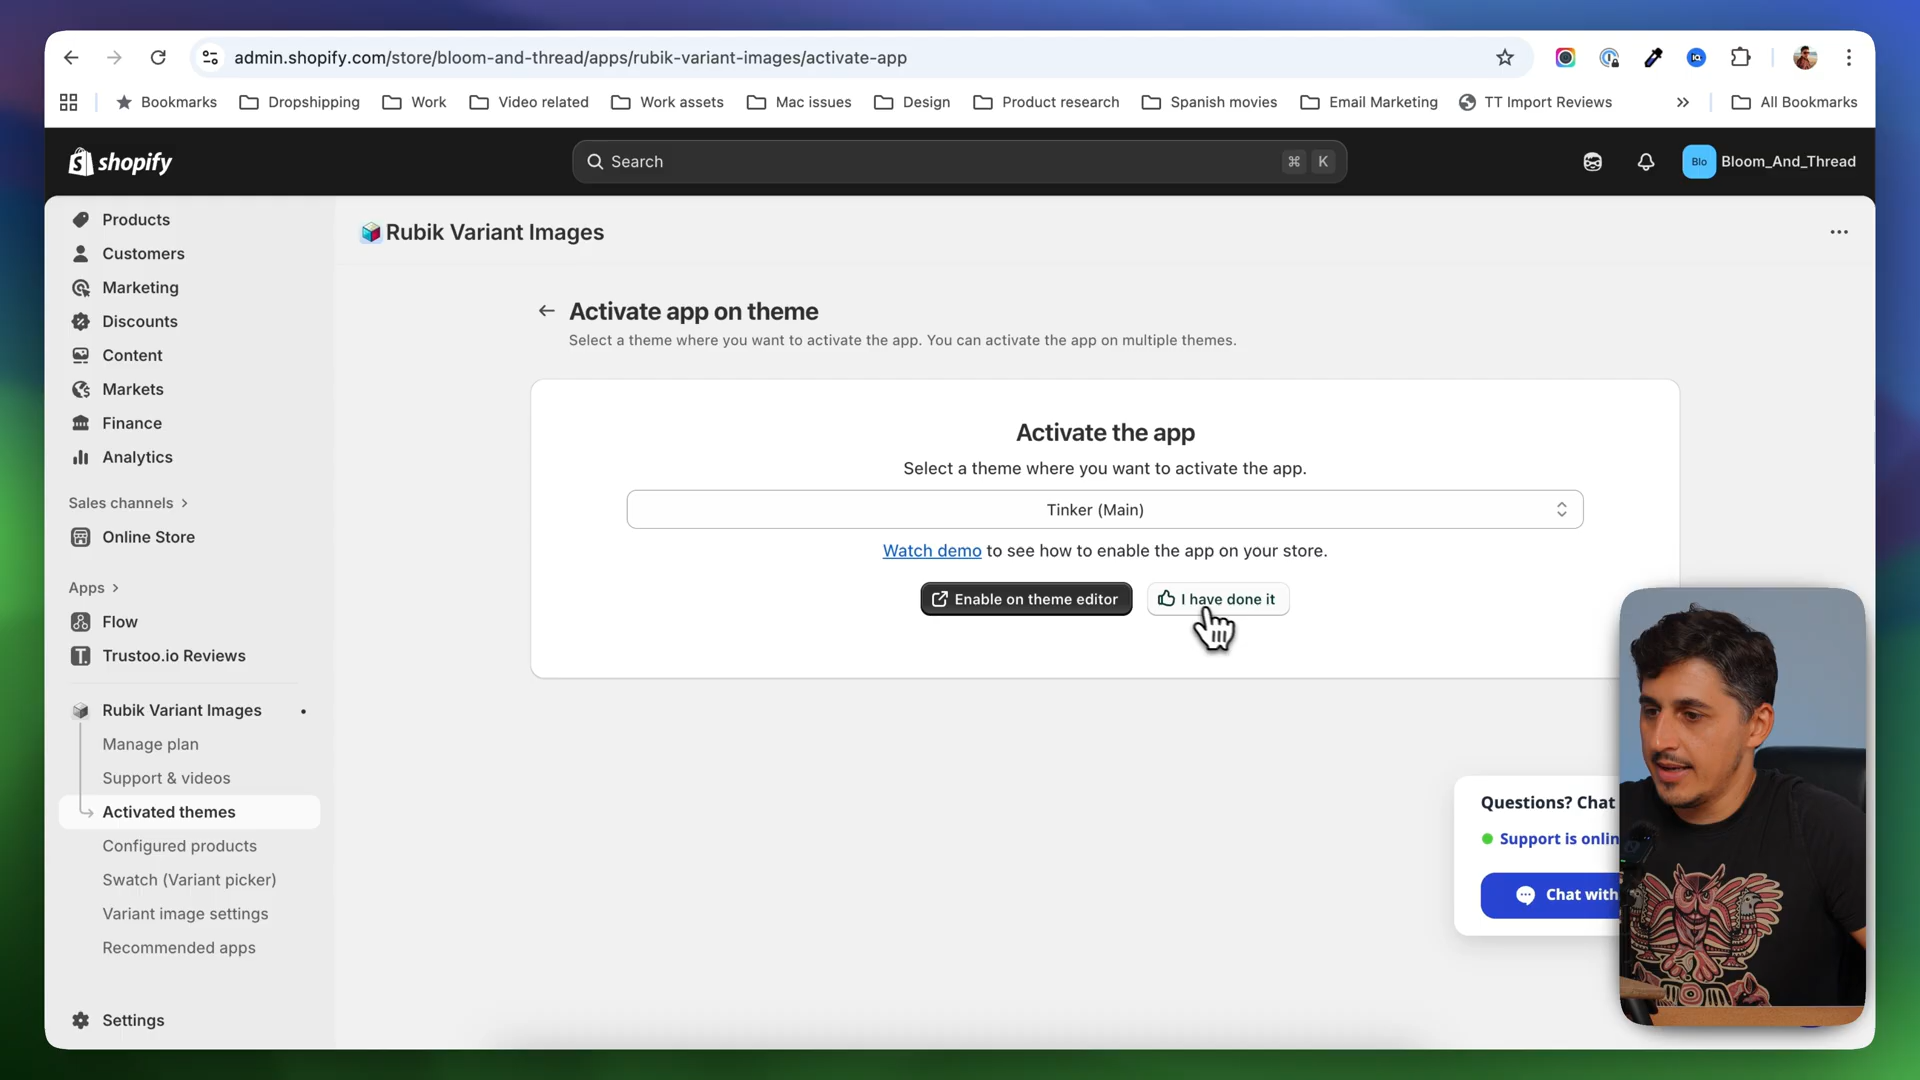 admin.shopify.com/store/bloom-and-thread/apps/rubik-variant-images/activate-app
Bookmarks
Dropshipping
Work
Video related
Work assets
Mac issues
Design
Product research
Spanish movies
Email Marketing
TT Import Reviews
All Bookmarks
shopify
Search
⌘ K
Blo
Bloom_And_Thread
Products
Customers
Marketing
Discounts
Content
Markets
Finance
Analytics
Sales channels
Online Store
Apps
Flow
Trustoo.io Reviews
Rubik Variant Images
Manage plan
Support & videos
Activated themes
Configured products
Swatch (Variant picker)
Variant image settings
Recommended apps
Settings
Rubik Variant Images
Activate app on theme
Select a theme where you want to activate the app. You can activate the app on multiple themes.
Activate the app
Select a theme where you want to activate the app.
Tinker (Main)
Watch demo to see how to enable the app on your store.
Enable on theme editor
I have done it
Questions? Chat
Support is onlin
Chat with